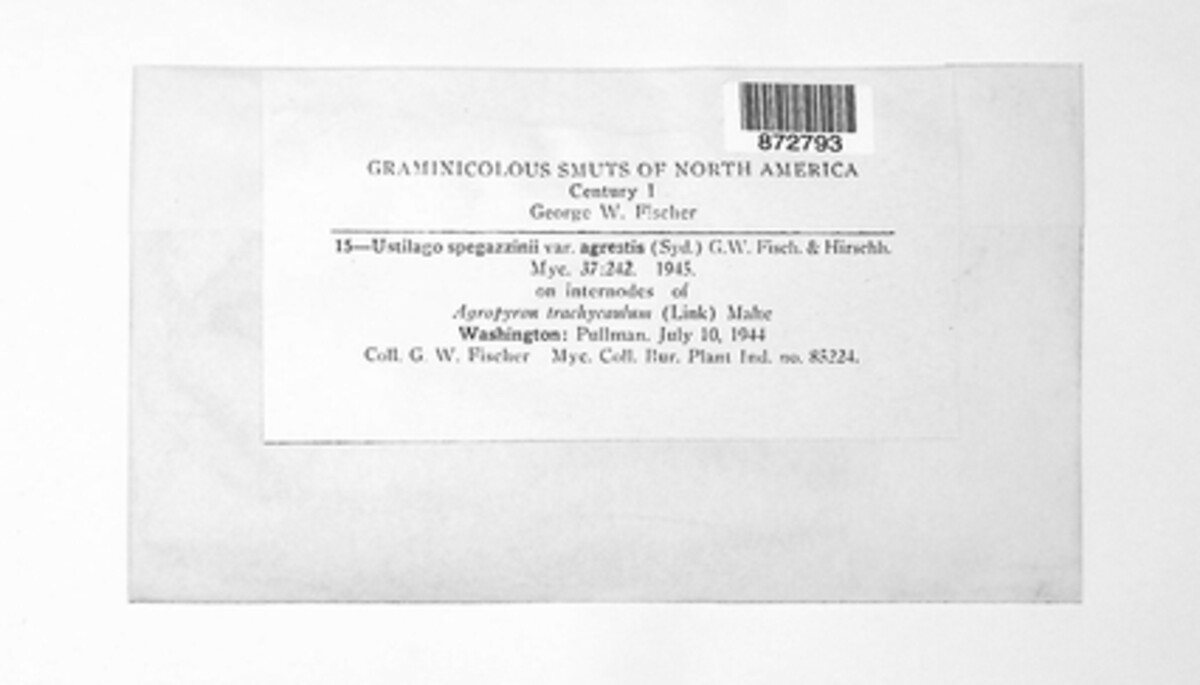 872793
GRAMINICOLOUS SMUTS OF NORTH AMERICA
Century I
George W. Fischer
15—Ustilago spegazzinii var. agrestis (Syd.) G.W. Fisch. & Hirschh.
Myc. 37:242. 1945.
on internodes of
Agropyron trachycaulum (Link) Malte
Washington: Pullman. July 10, 1944
Coll. G. W. Fischer Myc. Coll. Bur. Plant Ind. no. 85224.